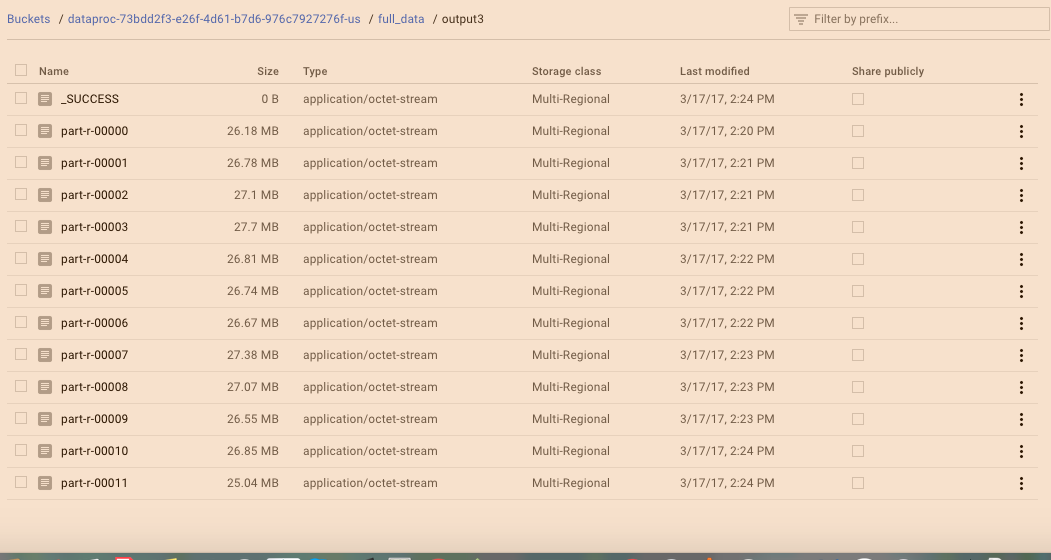 Buckets / dataproc-73bdd2f3-e26f-4d61-b7d6-976c7927276f-us / full_data / output3
Filter by prefix...
Name Size Type Storage class Last modified Share publicly
_SUCCESS 0 B application/octet-stream Multi-Regional 3/17/17, 2:24 PM
part-r-00000 26.18 MB application/octet-stream Multi-Regional 3/17/17, 2:20 PM
part-r-00001 26.78 MB application/octet-stream Multi-Regional 3/17/17, 2:21 PM
part-r-00002 27.1 MB application/octet-stream Multi-Regional 3/17/17, 2:21 PM
part-r-00003 27.7 MB application/octet-stream Multi-Regional 3/17/17, 2:21 PM
part-r-00004 26.81 MB application/octet-stream Multi-Regional 3/17/17, 2:22 PM
part-r-00005 26.74 MB application/octet-stream Multi-Regional 3/17/17, 2:22 PM
part-r-00006 26.67 MB application/octet-stream Multi-Regional 3/17/17, 2:22 PM
part-r-00007 27.38 MB application/octet-stream Multi-Regional 3/17/17, 2:23 PM
part-r-00008 27.07 MB application/octet-stream Multi-Regional 3/17/17, 2:23 PM
part-r-00009 26.55 MB application/octet-stream Multi-Regional 3/17/17, 2:23 PM
part-r-00010 26.85 MB application/octet-stream Multi-Regional 3/17/17, 2:24 PM
part-r-00011 25.04 MB application/octet-stream Multi-Regional 3/17/17, 2:24 PM